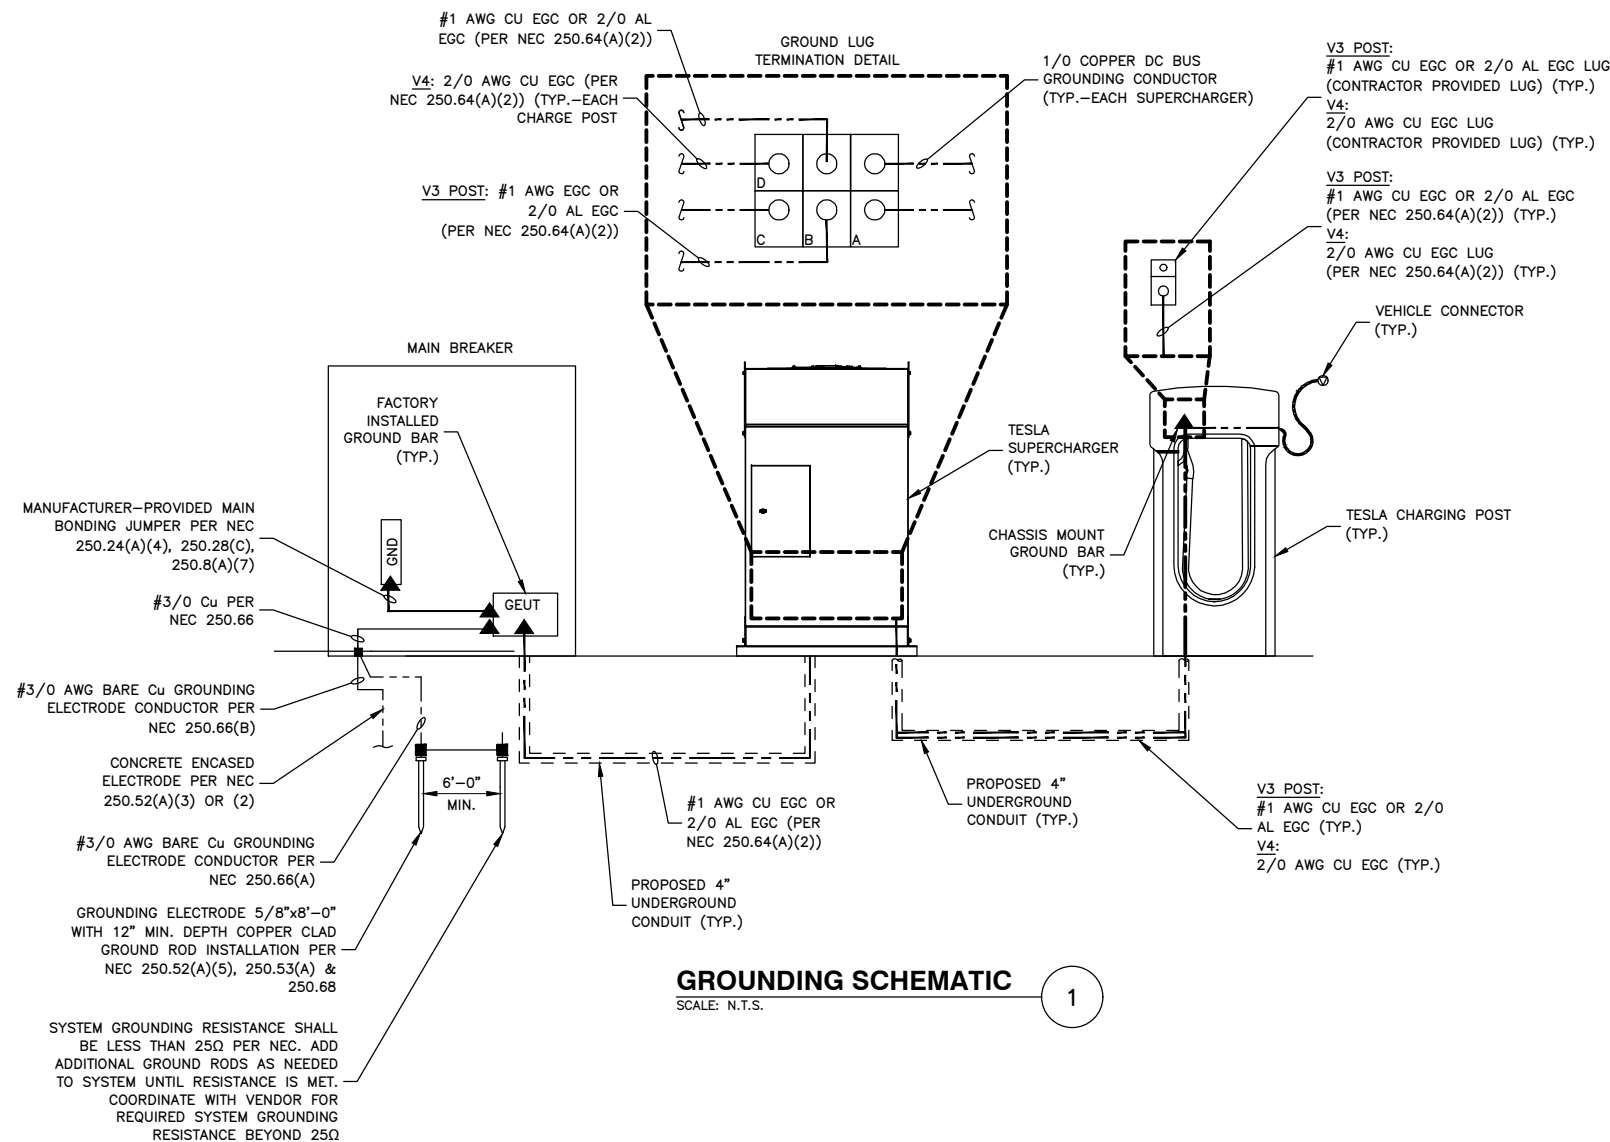 #1 AWG CU EGC OR 2/0 AL
EGC (PER NEC 250.64(A)(2))
V4: 2/0 AWG CU EGC (PER
NEC 250.64(A)(2)) (TYP.-EACH
CHARGE POST
V3 POST: #1 AWG EGC OR
2/0 AL EGC
(PER NEC 250.64(A)(2))
GROUND LUG
TERMINATION DETAIL
D
C
B
A
1/0 COPPER DC BUS
GROUNDING CONDUCTOR
(TYP.-EACH SUPERCHARGER)
V3 POST:
#1 AWG CU EGC OR 2/0 AL EGC LUG
(CONTRACTOR PROVIDED LUG) (TYP.)
V4:
2/0 AWG CU EGC LUG
(CONTRACTOR PROVIDED LUG) (TYP.)
V3 POST:
#1 AWG CU EGC OR 2/0 AL EGC
(PER NEC 250.64(A)(2)) (TYP.)
V4:
2/0 AWG CU EGC LUG
(PER NEC 250.64(A)(2)) (TYP.)
VEHICLE CONNECTOR
(TYP.)
V
MAIN BREAKER
FACTORY
INSTALLED
GROUND BAR
(TYP.)
GND
GEUT
TESLA
SUPERCHARGER
(TYP.)
CHASSIS MOUNT
GROUND BAR
(TYP.)
TESLA CHARGING POST
(TYP.)
MANUFACTURER-PROVIDED MAIN
BONDING JUMPER PER NEC
250.24(A)(4), 250.28(C),
250.8(A)(7)
#3/0 Cu PER
NEC 250.66
#3/0 AWG BARE Cu GROUNDING
ELECTRODE CONDUCTOR PER
NEC 250.66(B)
CONCRETE ENCASED
ELECTRODE PER NEC
250.52(A)(3) OR (2)
#3/0 AWG BARE Cu GROUNDING
ELECTRODE CONDUCTOR PER
NEC 250.66(A)
GROUNDING ELECTRODE 5/8"x8'-0"
WITH 12" MIN. DEPTH COPPER CLAD
GROUND ROD INSTALLATION PER
NEC 250.52(A)(5), 250.53(A) &
250.68
SYSTEM GROUNDING RESISTANCE SHALL
BE LESS THAN 25Ω PER NEC. ADD
ADDITIONAL GROUND RODS AS NEEDED
TO SYSTEM UNTIL RESISTANCE IS MET.
COORDINATE WITH VENDOR FOR
REQUIRED SYSTEM GROUNDING
RESISTANCE BEYOND 25Ω
6'-0"
MIN.
PROPOSED 4"
UNDERGROUND
CONDUIT (TYP.)
#1 AWG CU EGC OR
2/0 AL EGC (PER
NEC 250.64(A)(2))
PROPOSED 4"
UNDERGROUND
CONDUIT (TYP.)
V3 POST:
#1 AWG CU EGC OR 2/0
AL EGC (TYP.)
V4:
2/0 AWG CU EGC (TYP.)
GROUNDING SCHEMATIC
SCALE: N.T.S.
1